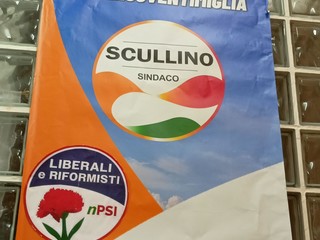 SCULLINO
SINDACO
LIBERALI
e RIFORMISTI
nPSI